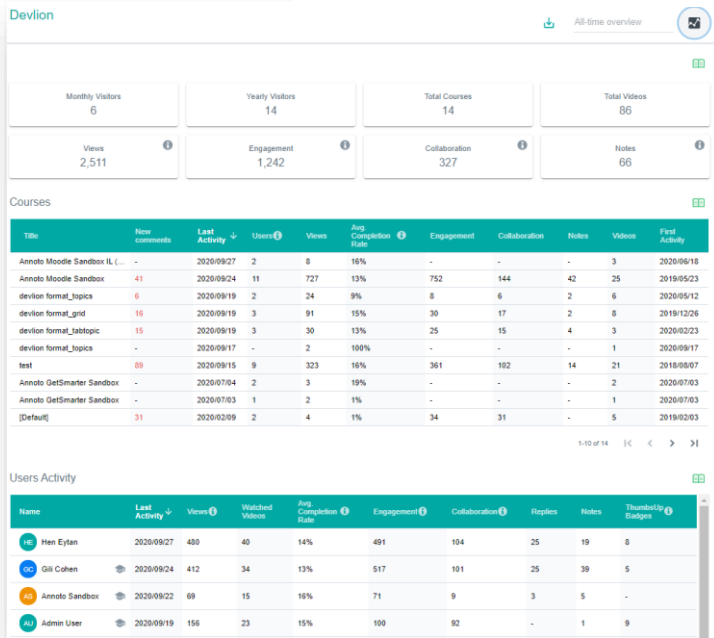 Devlion
All-time overview
Monthly Visitors Yearly Visitors Total Courses Total Videos
6 14 14 86
Views Engagement Collaboration Notes
2,511 1,242 327 66
Courses
Title New comments Last Activity Users Views Avg. Completion Rate Engagement Collaboration Notes Videos First Activity
Annoto Moodle Sandbox IL (... - 2020/09/27 2 8 16% - - - 3 2020/06/18
Annoto Moodle Sandbox 41 2020/09/24 11 727 13% 752 144 42 25 2019/05/23
devlion format_topics 6 2020/09/19 2 24 9% 8 6 2 6 2020/05/12
devlion format_grid 16 2020/09/19 3 91 15% 30 17 2 8 2019/12/26
devlion format_tabtopic 15 2020/09/19 3 30 13% 25 15 4 3 2020/02/23
devlion format_topics - 2020/09/17 - 2 100% - - - 1 2020/09/17
test 89 2020/09/15 9 323 16% 361 102 14 21 2018/08/07
Annoto GetSmarter Sandbox - 2020/07/04 2 3 19% - - - 2 2020/07/03
Annoto GetSmarter Sandbox - 2020/07/03 1 2 1% - - - 1 2020/07/03
[Default] 31 2020/02/09 2 4 1% 34 31 - 5 2019/02/03
1-10 of 14
Users Activity
Name Last Activity Views Watched Videos Avg. Completion Rate Engagement Collaboration Replies Notes ThumbsUp Badges
HE Hen Eytan 2020/09/27 480 40 14% 491 104 25 19 8
GC Gili Cohen 2020/09/24 412 34 13% 517 101 25 39 5
AS Annoto Sandbox 2020/09/22 69 15 16% 71 9 3 5 -
AU Admin User 2020/09/19 156 23 15% 100 92 - 1 9